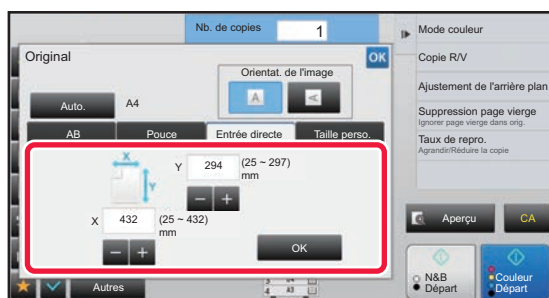 Nb. de copies 1
Original OK
Orientat. de l'image
A A
Auto. A4
AB Pouce Entrée directe Taille perso.
X
Y
Y 294 (25 ~ 297)
mm
X 432 (25 ~ 432)
mm
OK
Autres
Mode couleur
Copie R/V
Ajustement de l'arrière plan
Suppression page vierge
Ignorer page vierge dans orig.
Taux de repro.
Agrandir/Réduire la copie
Aperçu CA
N&B
Départ
Couleur
Départ